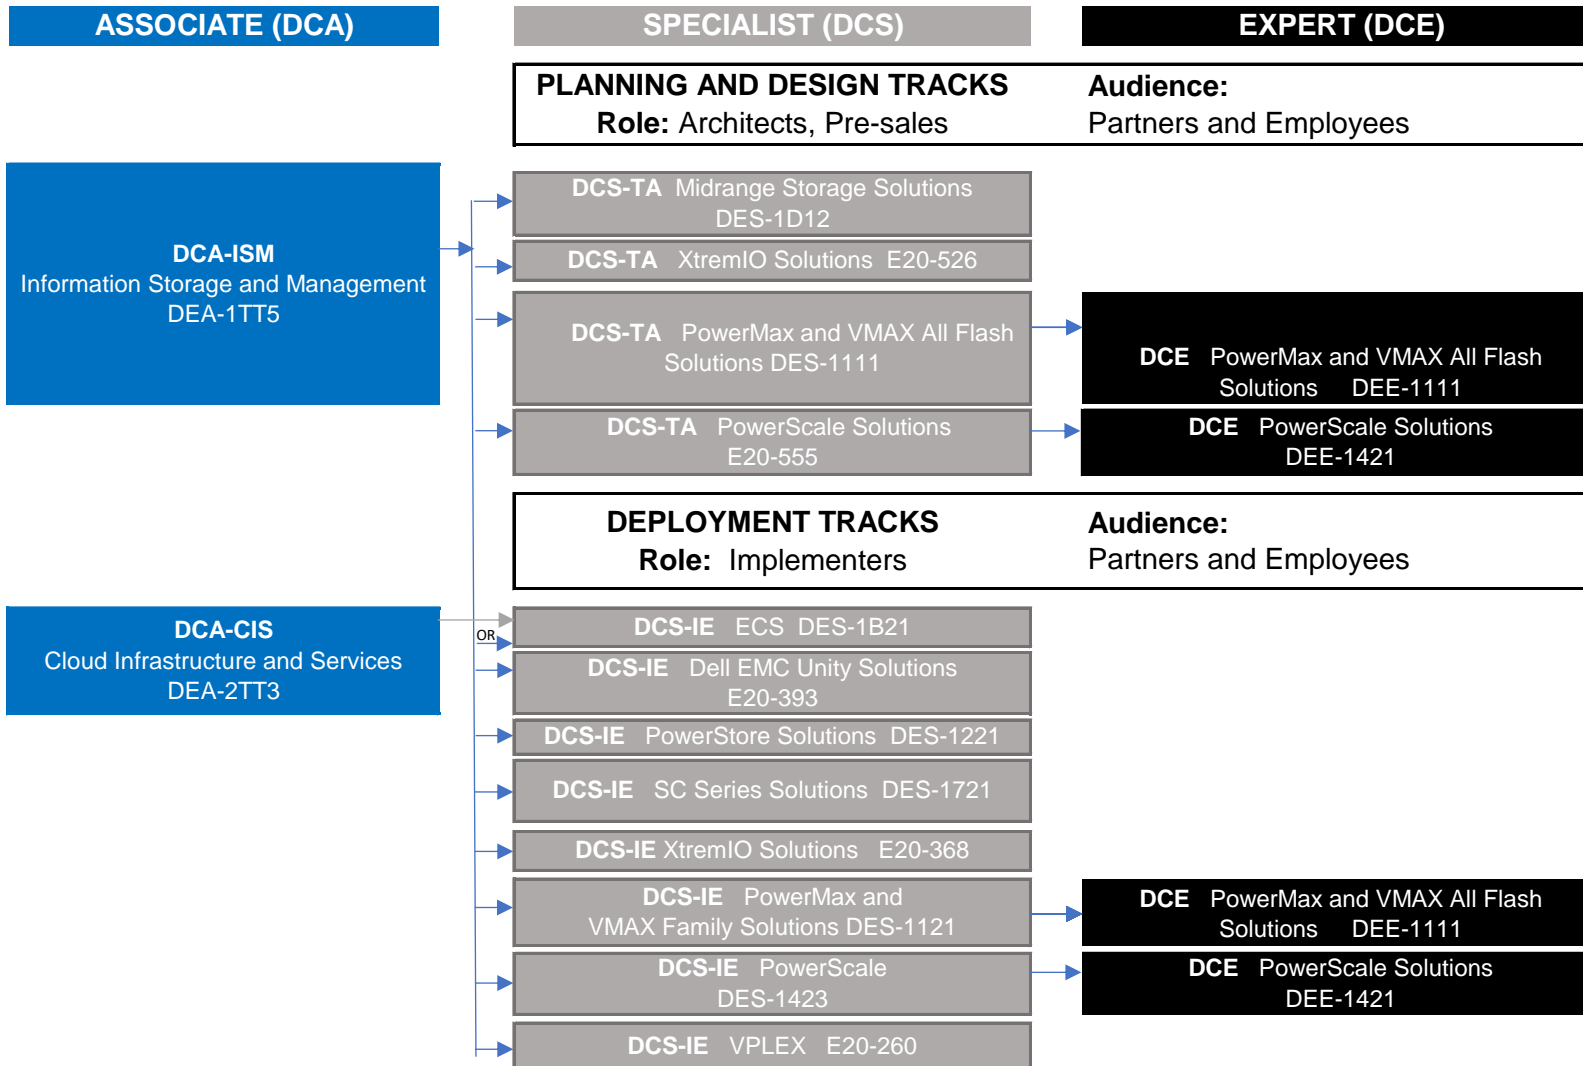 ASSOCIATE (DCA)
SPECIALIST (DCS)
EXPERT (DCE)
PLANNING AND DESIGN TRACKS
Role: Architects, Pre-sales
Audience:
Partners and Employees
DCA-ISM
Information Storage and Management
DEA-1TT5
DCS-TA Midrange Storage Solutions
DES-1D12
DCS-TA XtremIO Solutions E20-526
DCS-TA PowerMax and VMAX All Flash
Solutions DES-1111
DCE PowerMax and VMAX All Flash
Solutions DEE-1111
DCS-TA PowerScale Solutions
E20-555
DCE PowerScale Solutions
DEE-1421
DEPLOYMENT TRACKS
Role: Implementers
Audience:
Partners and Employees
DCA-CIS
Cloud Infrastructure and Services
DEA-2TT3
OR
DCS-IE ECS DES-1B21
DCS-IE Dell EMC Unity Solutions
E20-393
DCS-IE PowerStore Solutions DES-1221
DCS-IE SC Series Solutions DES-1721
DCS-IE XtremIO Solutions E20-368
DCS-IE PowerMax and
VMAX Family Solutions DES-1121
DCE PowerMax and VMAX All Flash
Solutions DEE-1111
DCS-IE PowerScale
DES-1423
DCE PowerScale Solutions
DEE-1421
DCS-IE VPLEX E20-260